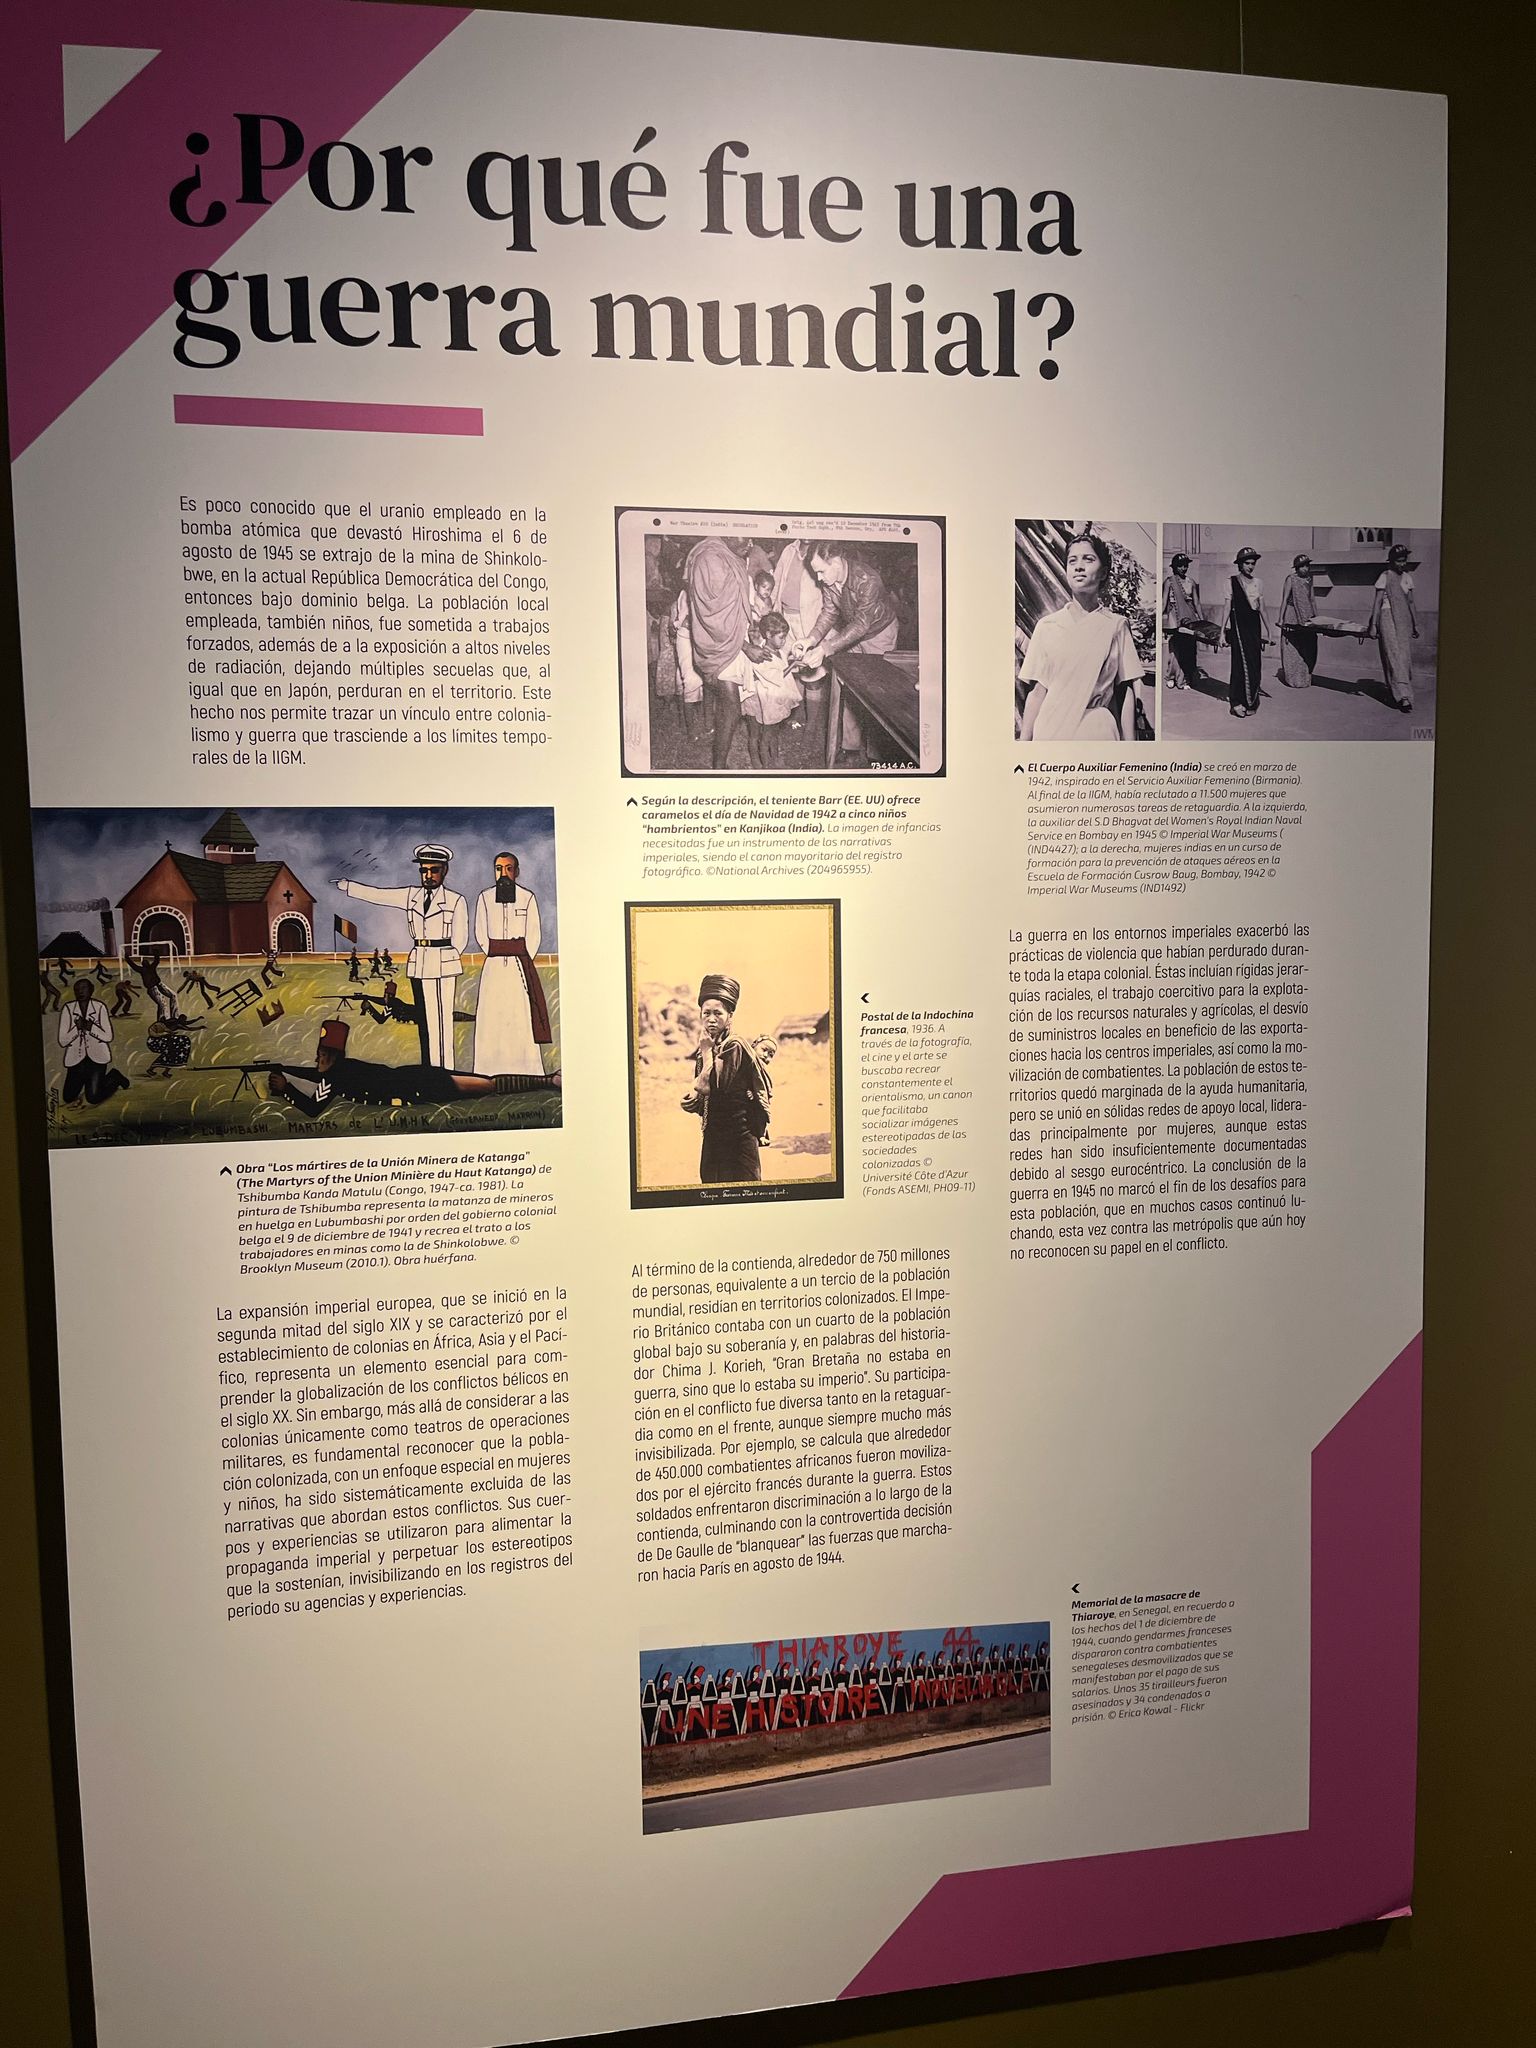 ¿Por qué fue una
guerra mundial?
Es poco conocido que el uranio empleado en la
bomba atómica que devastó Hiroshima el 6 de
agosto de 1945 se extrajo de la mina de Shinkolo-
bwe, en la actual República Democrática del Congo,
entonces bajo dominio belga. La población local
empleada, también niños, fue sometida a trabajos
forzados, además de a la exposición a altos niveles
de radiación, dejando múltiples secuelas que, al
igual que en Japón, perduran en el territorio. Este
hecho nos permite trazar un vínculo entre colonia-
lismo y guerra que trasciende a los límites tempo-
rales de la IIGM.
LUBUMBASHI MARTYRS de L'U.M.H.K (GOUVERNEUR MARRON)
Obra "Los mártires de la Unión Minera de Katanga"
(The Martyrs of the Union Minière du Haut Katanga) de
Tshibumba Kanda Matulu (Congo, 1947-ca. 1981). La
pintura de Tshibumba representa la matanza de mineros
en huelga en Lubumbashi por orden del gobierno colonial
belga el 9 de diciembre de 1941 y recrea el trato a los
trabajadores en minas como la de Shinkolobwe. ©
Brooklyn Museum (2010.1). Obra huérfana.
La expansión imperial europea, que se inició en la
segunda mitad del siglo XIX y se caracterizó por el
establecimiento de colonias en África, Asia y el Pací-
fico, representa un elemento esencial para com-
prender la globalización de los conflictos bélicos en
el siglo XX. Sin embargo, más allá de considerar a las
colonias únicamente como teatros de operaciones
militares, es fundamental reconocer que la pobla-
ción colonizada, con un enfoque especial en mujeres
y niños, ha sido sistemáticamente excluida de las
narrativas que abordan estos conflictos. Sus cuer-
pos y experiencias se utilizaron para alimentar la
propaganda imperial y perpetuar los estereotipos
que la sostenían, invisibilizando en los registros del
periodo su agencias y experiencias.
73414 A.C.
Según la descripción, el teniente Barr (EE. UU) ofrece
caramelos el día de Navidad de 1942 a cinco niños
"hambrientos" en Kanjikoa (India). La imagen de infancias
necesitadas fue un instrumento de las narrativas
imperiales, siendo el canon mayoritario del registro
fotográfico. ©National Archives (204965955).
Postal de la Indochina
francesa, 1936. A
través de la fotografía,
el cine y el arte se
buscaba recrear
constantemente el
orientalismo, un canon
que facilitaba
socializar imágenes
estereotipadas de las
sociedades
colonizadas ©
Université Côte d'Azur
(Fonds ASEMI, PH09-11)
Al término de la contienda, alrededor de 750 millones
de personas, equivalente a un tercio de la población
mundial, residían en territorios colonizados. El Impe-
rio Británico contaba con un cuarto de la población
global bajo su soberanía y, en palabras del historia-
dor Chima J. Korieh, "Gran Bretaña no estaba en
guerra, sino que lo estaba su imperio". Su participa-
ción en el conflicto fue diversa tanto en la retaguar-
dia como en el frente, aunque siempre mucho más
invisibilizada. Por ejemplo, se calcula que alrededor
de 450.000 combatientes africanos fueron moviliza-
dos por el ejército francés durante la guerra. Estos
soldados enfrentaron discriminación a lo largo de la
contienda, culminando con la controvertida decisión
de De Gaulle de "blanquear" las fuerzas que marcha-
ron hacia París en agosto de 1944.
THIAROYE 44
UNE HISTOIRE INOUBLIABLE
IWM
El Cuerpo Auxiliar Femenino (India) se creó en marzo de
1942, inspirado en el Servicio Auxiliar Femenino (Birmania).
Al final de la IIGM, había reclutado a 11.500 mujeres que
asumieron numerosas tareas de retaguardia. A la izquierda,
la auxiliar del S.D Bhagvat del Women's Royal Indian Naval
Service en Bombay en 1945 © Imperial War Museums (
(IND4427); a la derecha, mujeres indias en un curso de
formación para la prevención de ataques aéreos en la
Escuela de Formación Cusrow Baug, Bombay, 1942 ©
Imperial War Museums (IND1492)
La guerra en los entornos imperiales exacerbó las
prácticas de violencia que habían perdurado duran-
te toda la etapa colonial. Éstas incluían rígidas jerar-
quías raciales, el trabajo coercitivo para la explota-
ción de los recursos naturales y agrícolas, el desvío
de suministros locales en beneficio de las exporta-
ciones hacia los centros imperiales, así como la mo-
vilización de combatientes. La población de estos te-
rritorios quedó marginada de la ayuda humanitaria,
pero se unió en sólidas redes de apoyo local, lidera-
das principalmente por mujeres, aunque estas
redes han sido insuficientemente documentadas
debido al sesgo eurocéntrico. La conclusión de la
guerra en 1945 no marcó el fin de los desafíos para
esta población, que en muchos casos continuó lu-
chando, esta vez contra las metrópolis que aún hoy
no reconocen su papel en el conflicto.
Memorial de la masacre de
Thiaroye, en Senegal, en recuerdo a
los hechos del 1 de diciembre de
1944, cuando gendarmes franceses
dispararon contra combatientes
senegaleses desmovilizados que se
manifestaban por el pago de sus
salarios. Unos 35 tirailleurs fueron
asesinados y 34 condenados a
prisión. © Erica Kowal - Flickr